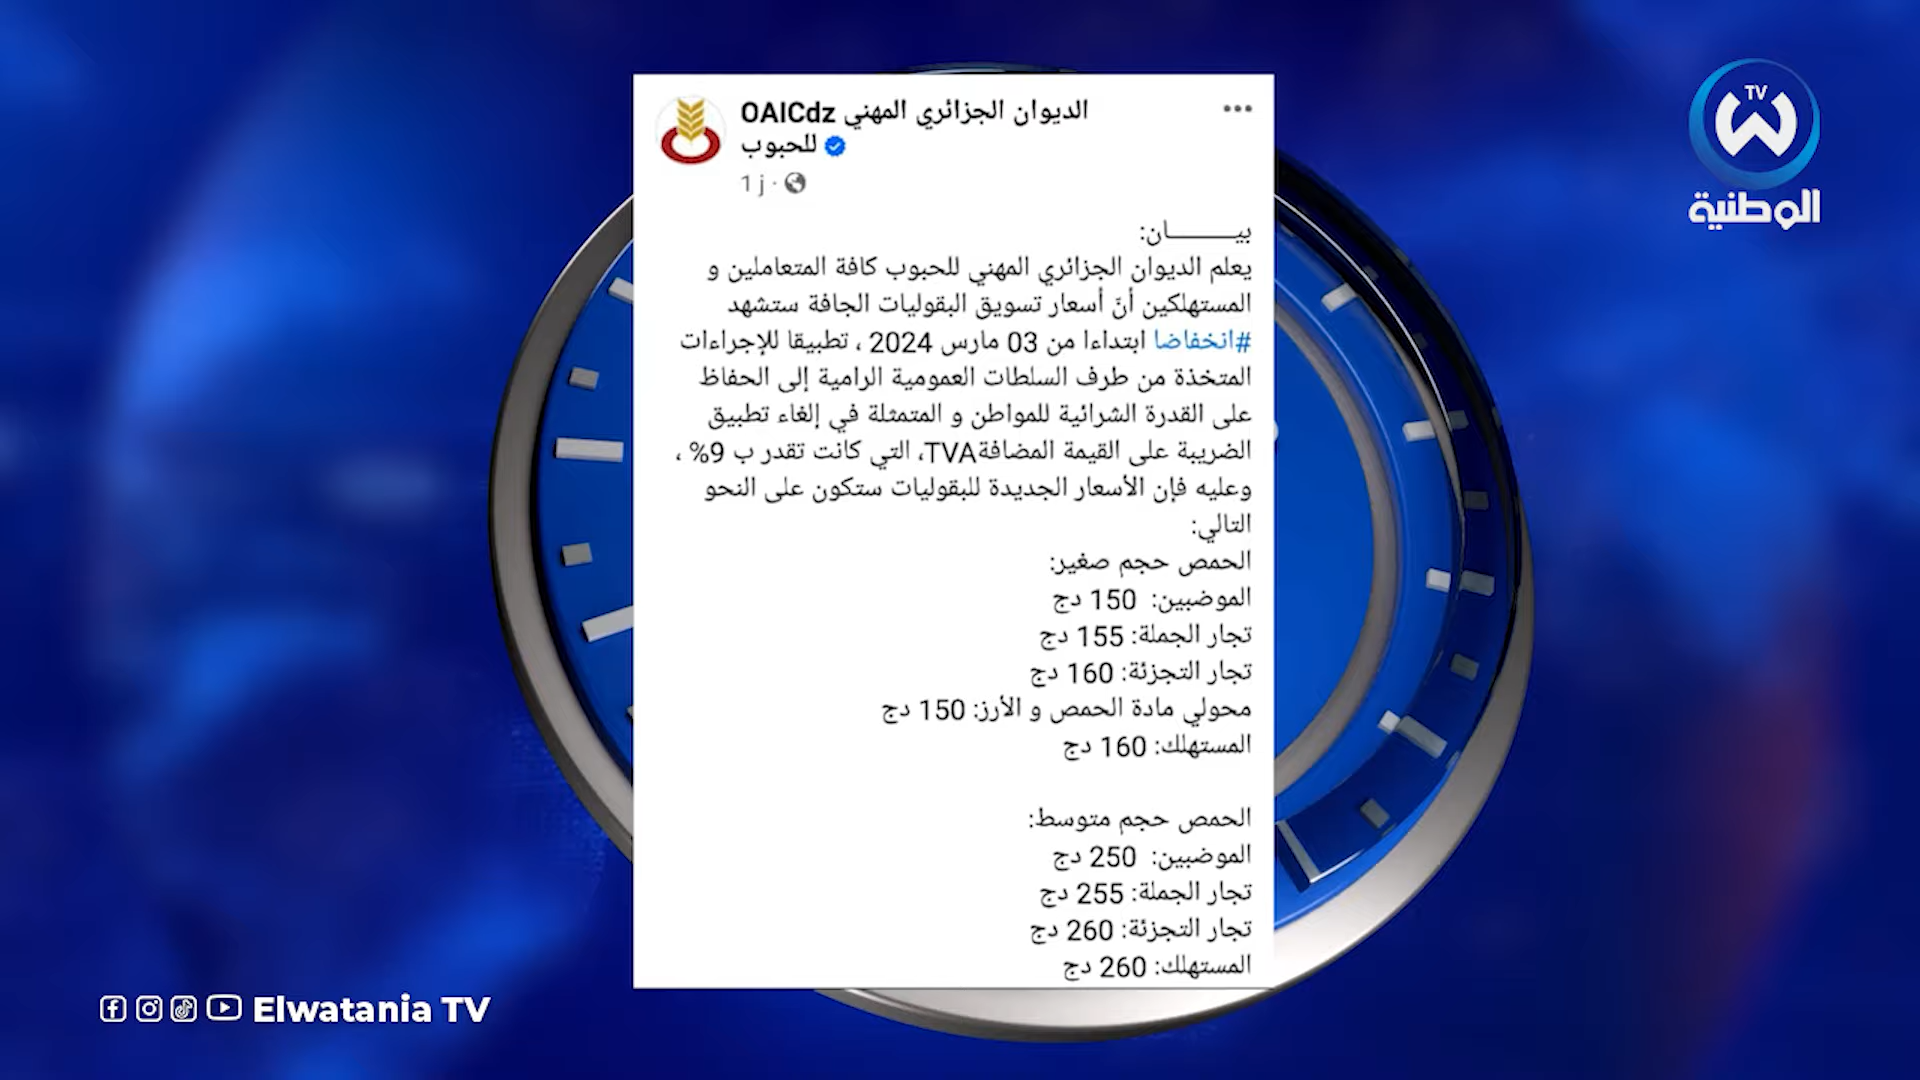 OAICdz الديوان الجزائري المهني
للحبوب
1 j ·
بيـــــــان:
يعلم الديوان الجزائري المهني للحبوب كافة المتعاملين و
المستهلكين أنّ أسعار تسويق البقوليات الجافة ستشهد
#انخفاضا ابتداءا من 03 مارس 2024 ، تطبيقا للإجراءات
المتخذة من طرف السلطات العمومية الرامية إلى الحفاظ
على القدرة الشرائية للمواطن و المتمثلة في إلغاء تطبيق
الضريبة على القيمة المضافةTVA، التي كانت تقدر ب 9% ،
وعليه فإن الأسعار الجديدة للبقوليات ستكون على النحو
التالي:
الحمص حجم صغير:
الموضبين: 150 دج
تجار الجملة: 155 دج
تجار التجزئة: 160 دج
محولي مادة الحمص و الأرز: 150 دج
المستهلك: 160 دج
الحمص حجم متوسط:
الموضبين: 250 دج
تجار الجملة: 255 دج
تجار التجزئة: 260 دج
المستهلك: 260 دج
TV
W
الوطنية
Elwatania TV